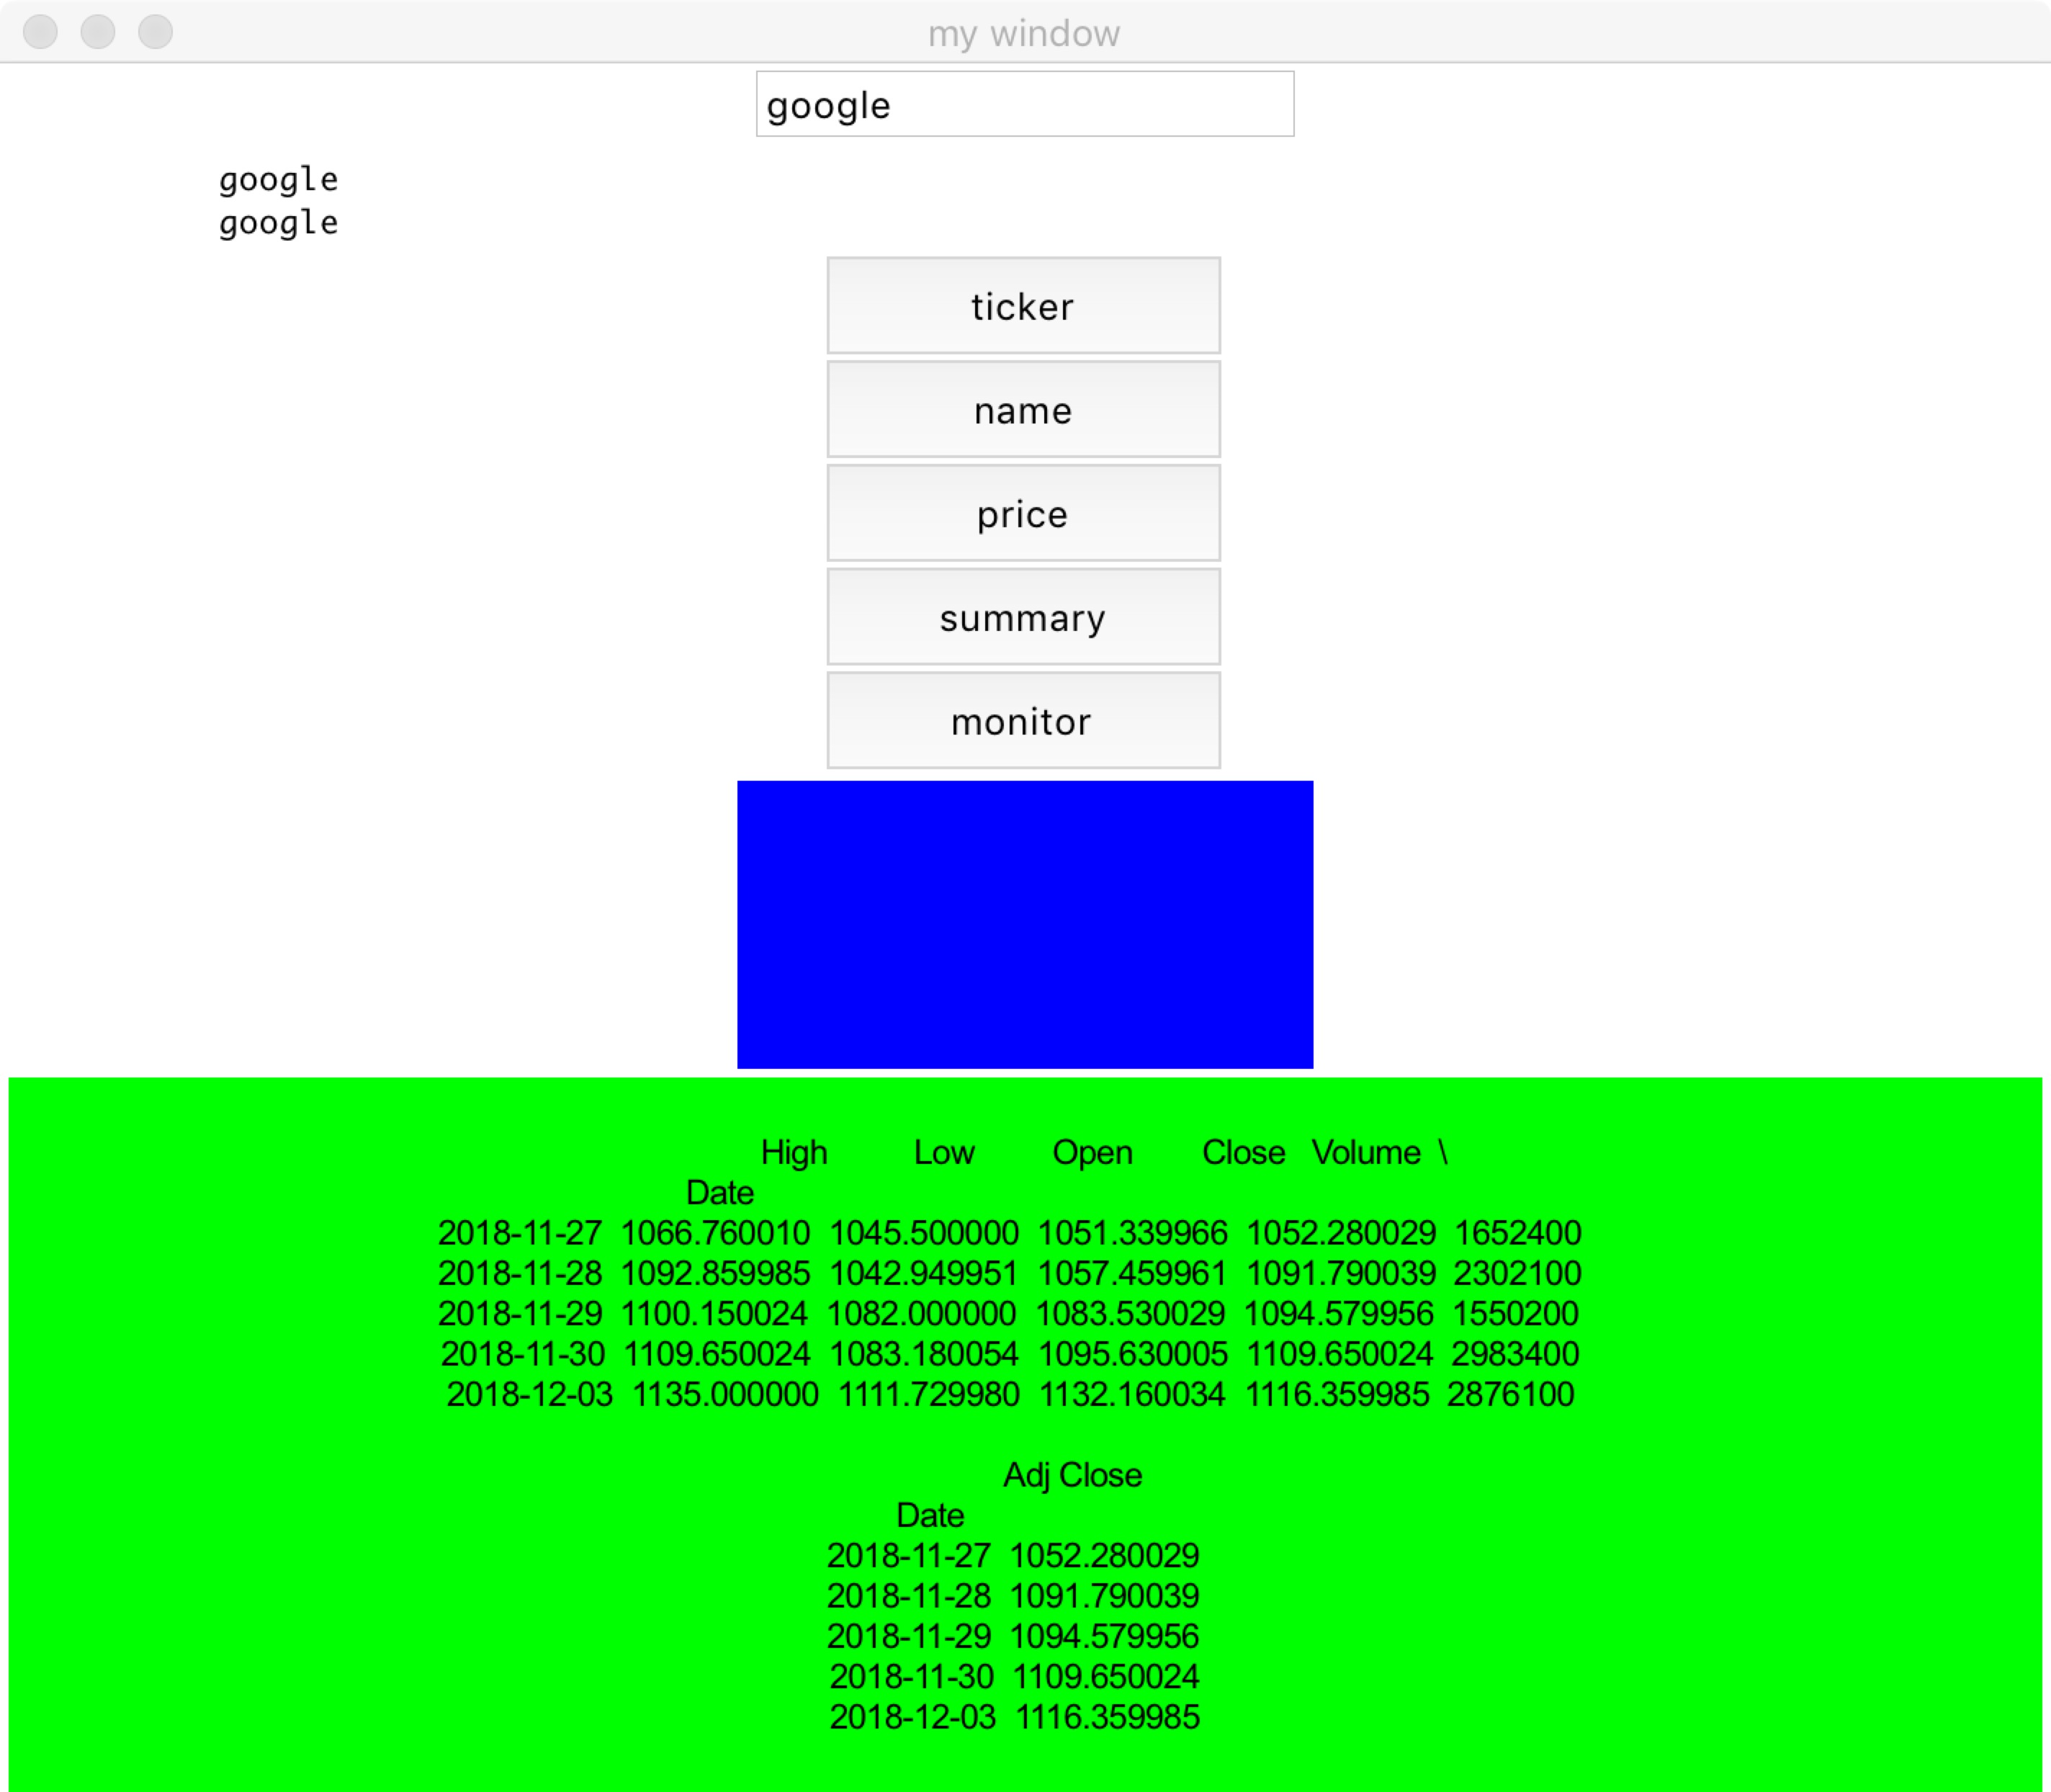 my window
google
google
google
ticker
name
price
summary
monitor
High Low Open Close Volume \
Date
2018-11-27 1066.760010 1045.500000 1051.339966 1052.280029 1652400
2018-11-28 1092.859985 1042.949951 1057.459961 1091.790039 2302100
2018-11-29 1100.150024 1082.000000 1083.530029 1094.579956 1550200
2018-11-30 1109.650024 1083.180054 1095.630005 1109.650024 2983400
2018-12-03 1135.000000 1111.729980 1132.160034 1116.359985 2876100
Adj Close
Date
2018-11-27 1052.280029
2018-11-28 1091.790039
2018-11-29 1094.579956
2018-11-30 1109.650024
2018-12-03 1116.359985